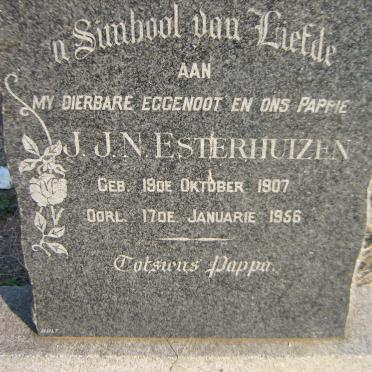 'n Simbool van Liefde
AAN
MY DIERBARE EGGENOOT EN ONS PAPPIE
J. J. N. ESTERHUIZEN
GEB. 19DE OKTOBER 1907
OORL. 17DE JANUARIE 1956
Totsiens Pappa.
HOLT